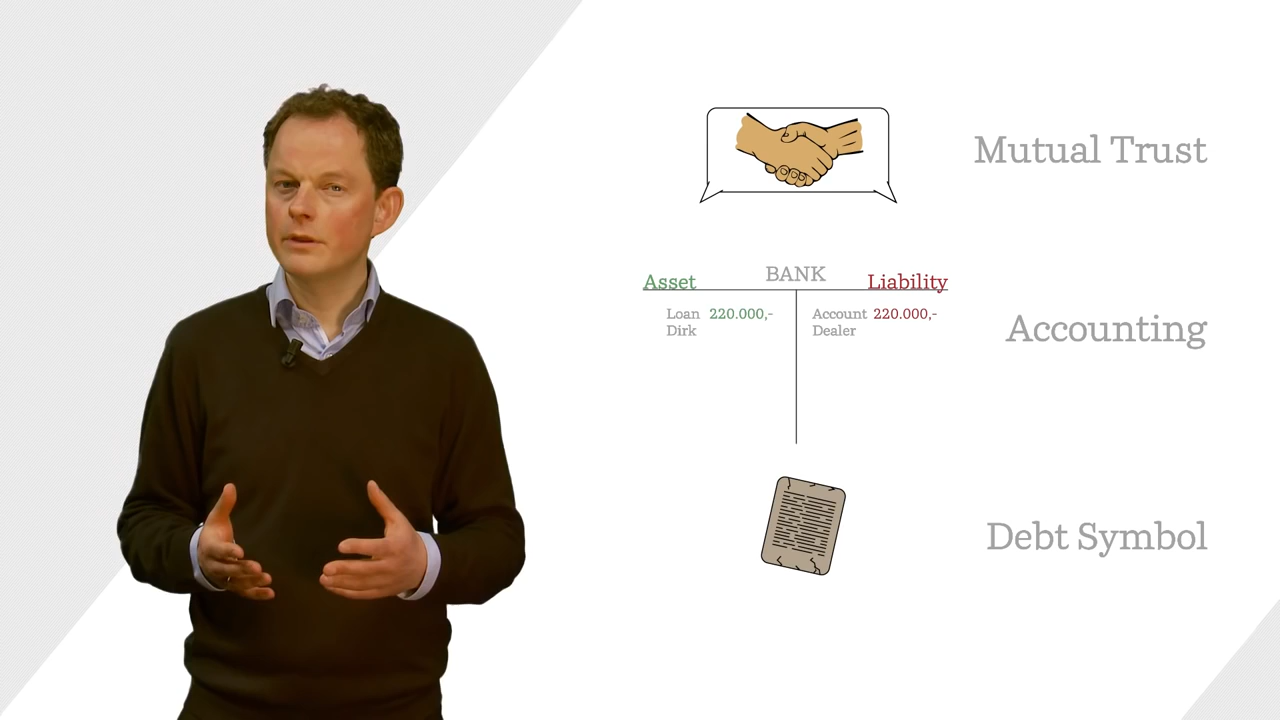 Mutual Trust
BANK
Asset Liability
Loan 220.000,- Account 220.000,-
Dirk Dealer
Accounting
Debt Symbol